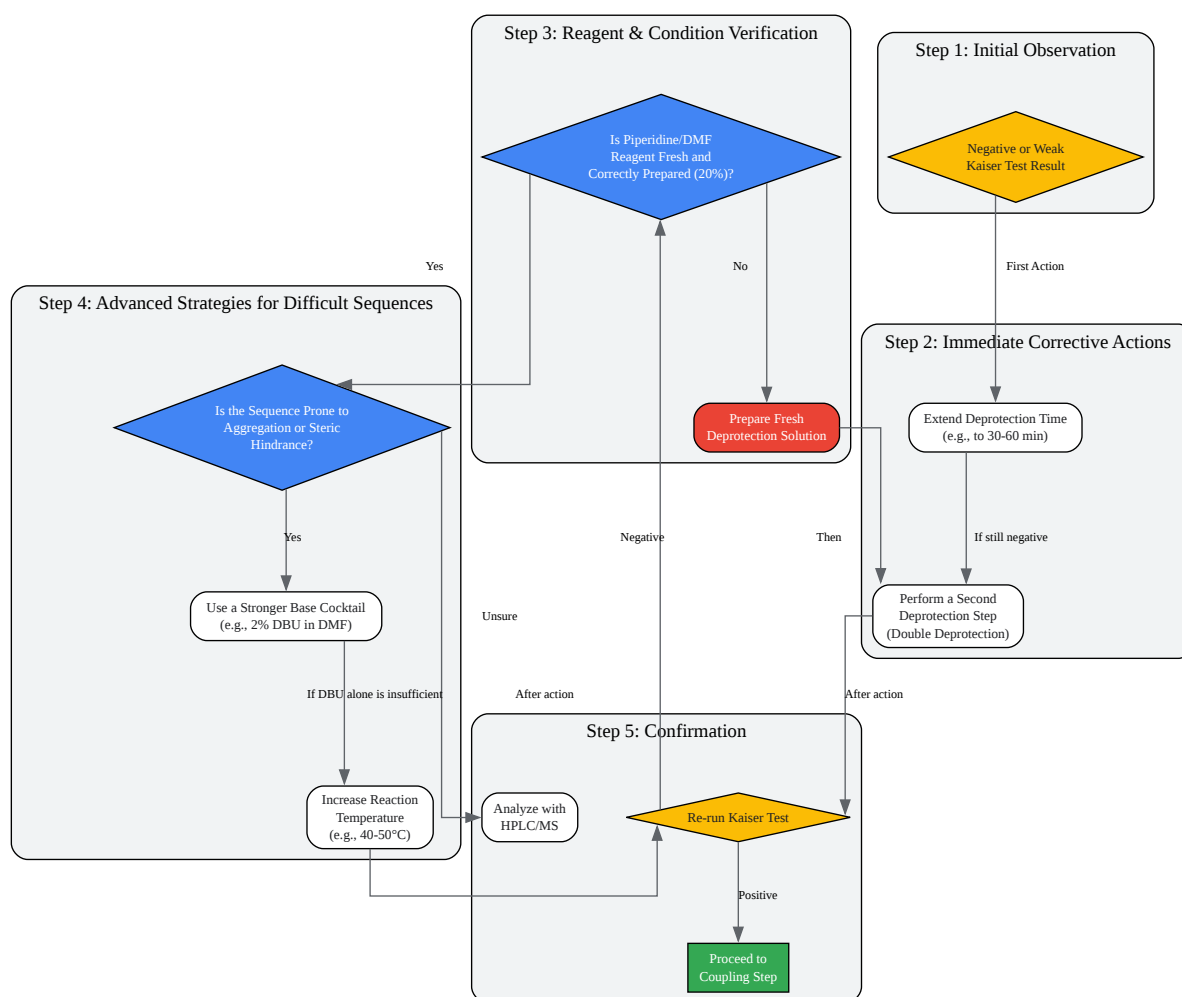 Step 3: Reagent & Condition Verification
Step 1: Initial Observation
Is Piperidine/DMF
Reagent Fresh and
Correctly Prepared (20%)?
Negative or Weak
Kaiser Test Result
Yes
No
First Action
Step 4: Advanced Strategies for Difficult Sequences
Step 2: Immediate Corrective Actions
Is the Sequence Prone to
Aggregation or Steric
Hindrance?
Prepare Fresh
Deprotection Solution
Extend Deprotection Time
(e.g., to 30-60 min)
Yes
Negative
Then
If still negative
Use a Stronger Base Cocktail
(e.g., 2% DBU in DMF)
Unsure
Perform a Second
Deprotection Step
(Double Deprotection)
If DBU alone is insufficient
After action
After action
Step 5: Confirmation
Increase Reaction
Temperature
(e.g., 40-50°C)
Analyze with
HPLC/MS
Re-run Kaiser Test
Positive
Proceed to
Coupling Step